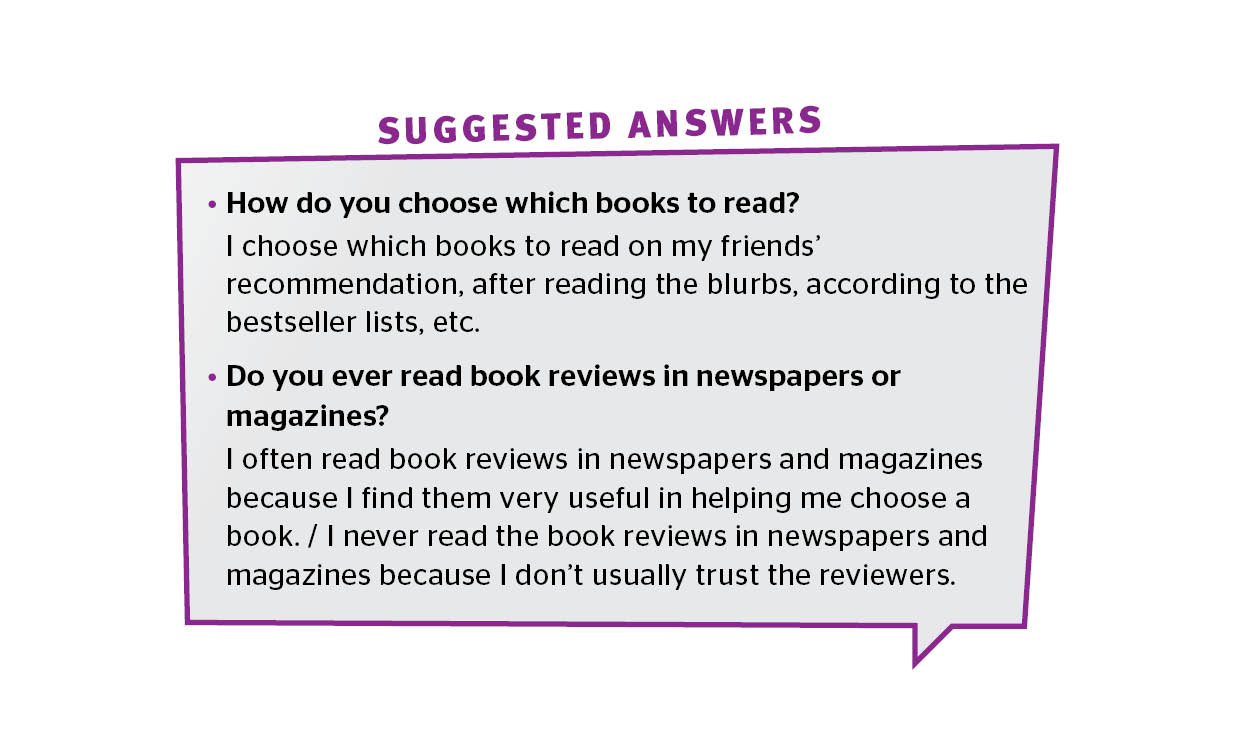 SUGGESTED ANSWERS
• How do you choose which books to read?
I choose which books to read on my friends’
recommendation, after reading the blurbs, according to the
bestseller lists, etc.
• Do you ever read book reviews in newspapers or
magazines?
I often read book reviews in newspapers and magazines
because I find them very useful in helping me choose a
book. / I never read the book reviews in newspapers and
magazines because I don’t usually trust the reviewers.